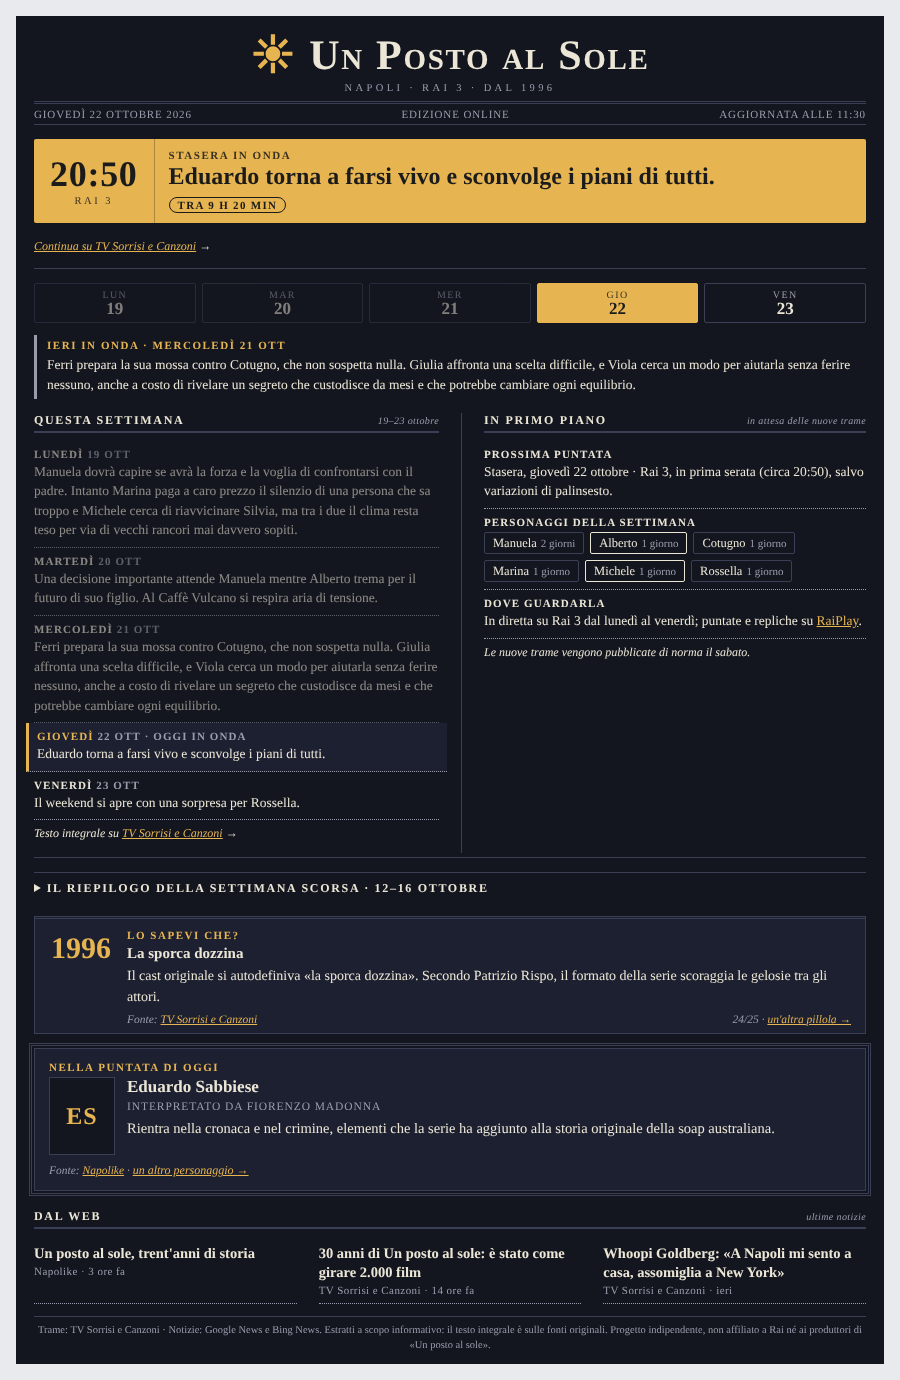 Un Posto al Sole
NAPOLI · RAI 3 · DAL 1996
GIOVEDÌ 22 OTTOBRE 2026
EDIZIONE ONLINE
AGGIORNATA ALLE 11:30
20:50
RAI 3
STASERA IN ONDA
Eduardo torna a farsi vivo e sconvolge i piani di tutti.
TRA 9 H 20 MIN
Continua su TV Sorrisi e Canzoni →
LUN
19
MAR
20
MER
21
GIO
22
VEN
23
IERI IN ONDA · MERCOLEDÌ 21 OTT
Ferri prepara la sua mossa contro Cotugno, che non sospetta nulla. Giulia affronta una scelta difficile, e Viola cerca un modo per aiutarla senza ferire
nessuno, anche a costo di rivelare un segreto che custodisce da mesi e che potrebbe cambiare ogni equilibrio.
QUESTA SETTIMANA
19–23 ottobre
LUNEDÌ 19 OTT
Manuela dovrà capire se avrà la forza e la voglia di confrontarsi con il
padre. Intanto Marina paga a caro prezzo il silenzio di una persona che sa
troppo e Michele cerca di riavvicinare Silvia, ma tra i due il clima resta
teso per via di vecchi rancori mai davvero sopiti.
MARTEDÌ 20 OTT
Una decisione importante attende Manuela mentre Alberto trema per il
futuro di suo figlio. Al Caffè Vulcano si respira aria di tensione.
MERCOLEDÌ 21 OTT
Ferri prepara la sua mossa contro Cotugno, che non sospetta nulla. Giulia
affronta una scelta difficile, e Viola cerca un modo per aiutarla senza ferire
nessuno, anche a costo di rivelare un segreto che custodisce da mesi e che
potrebbe cambiare ogni equilibrio.
GIOVEDÌ 22 OTT · OGGI IN ONDA
Eduardo torna a farsi vivo e sconvolge i piani di tutti.
VENERDÌ 23 OTT
Il weekend si apre con una sorpresa per Rossella.
Testo integrale su TV Sorrisi e Canzoni →
IN PRIMO PIANO
in attesa delle nuove trame
PROSSIMA PUNTATA
Stasera, giovedì 22 ottobre · Rai 3, in prima serata (circa 20:50), salvo
variazioni di palinsesto.
PERSONAGGI DELLA SETTIMANA
Manuela 2 giorni
Alberto 1 giorno
Cotugno 1 giorno
Marina 1 giorno
Michele 1 giorno
Rossella 1 giorno
DOVE GUARDARLA
In diretta su Rai 3 dal lunedì al venerdì; puntate e repliche su RaiPlay.
Le nuove trame vengono pubblicate di norma il sabato.
IL RIEPILOGO DELLA SETTIMANA SCORSA · 12–16 OTTOBRE
1996
LO SAPEVI CHE?
La sporca dozzina
Il cast originale si autodefiniva «la sporca dozzina». Secondo Patrizio Rispo, il formato della serie scoraggia le gelosie tra gli
attori.
Fonte: TV Sorrisi e Canzoni
24/25 · un'altra pillola →
NELLA PUNTATA DI OGGI
ES
Eduardo Sabbiese
INTERPRETATO DA FIORENZO MADONNA
Rientra nella cronaca e nel crimine, elementi che la serie ha aggiunto alla storia originale della soap australiana.
Fonte: Napolike · un altro personaggio →
DAL WEB
ultime notizie
Un posto al sole, trent'anni di storia
Napolike · 3 ore fa
30 anni di Un posto al sole: è stato come
girare 2.000 film
TV Sorrisi e Canzoni · 14 ore fa
Whoopi Goldberg: «A Napoli mi sento a
casa, assomiglia a New York»
TV Sorrisi e Canzoni · ieri
Trame: TV Sorrisi e Canzoni · Notizie: Google News e Bing News. Estratti a scopo informativo: il testo integrale è sulle fonti originali. Progetto indipendente, non affiliato a Rai né ai produttori di
«Un posto al sole».